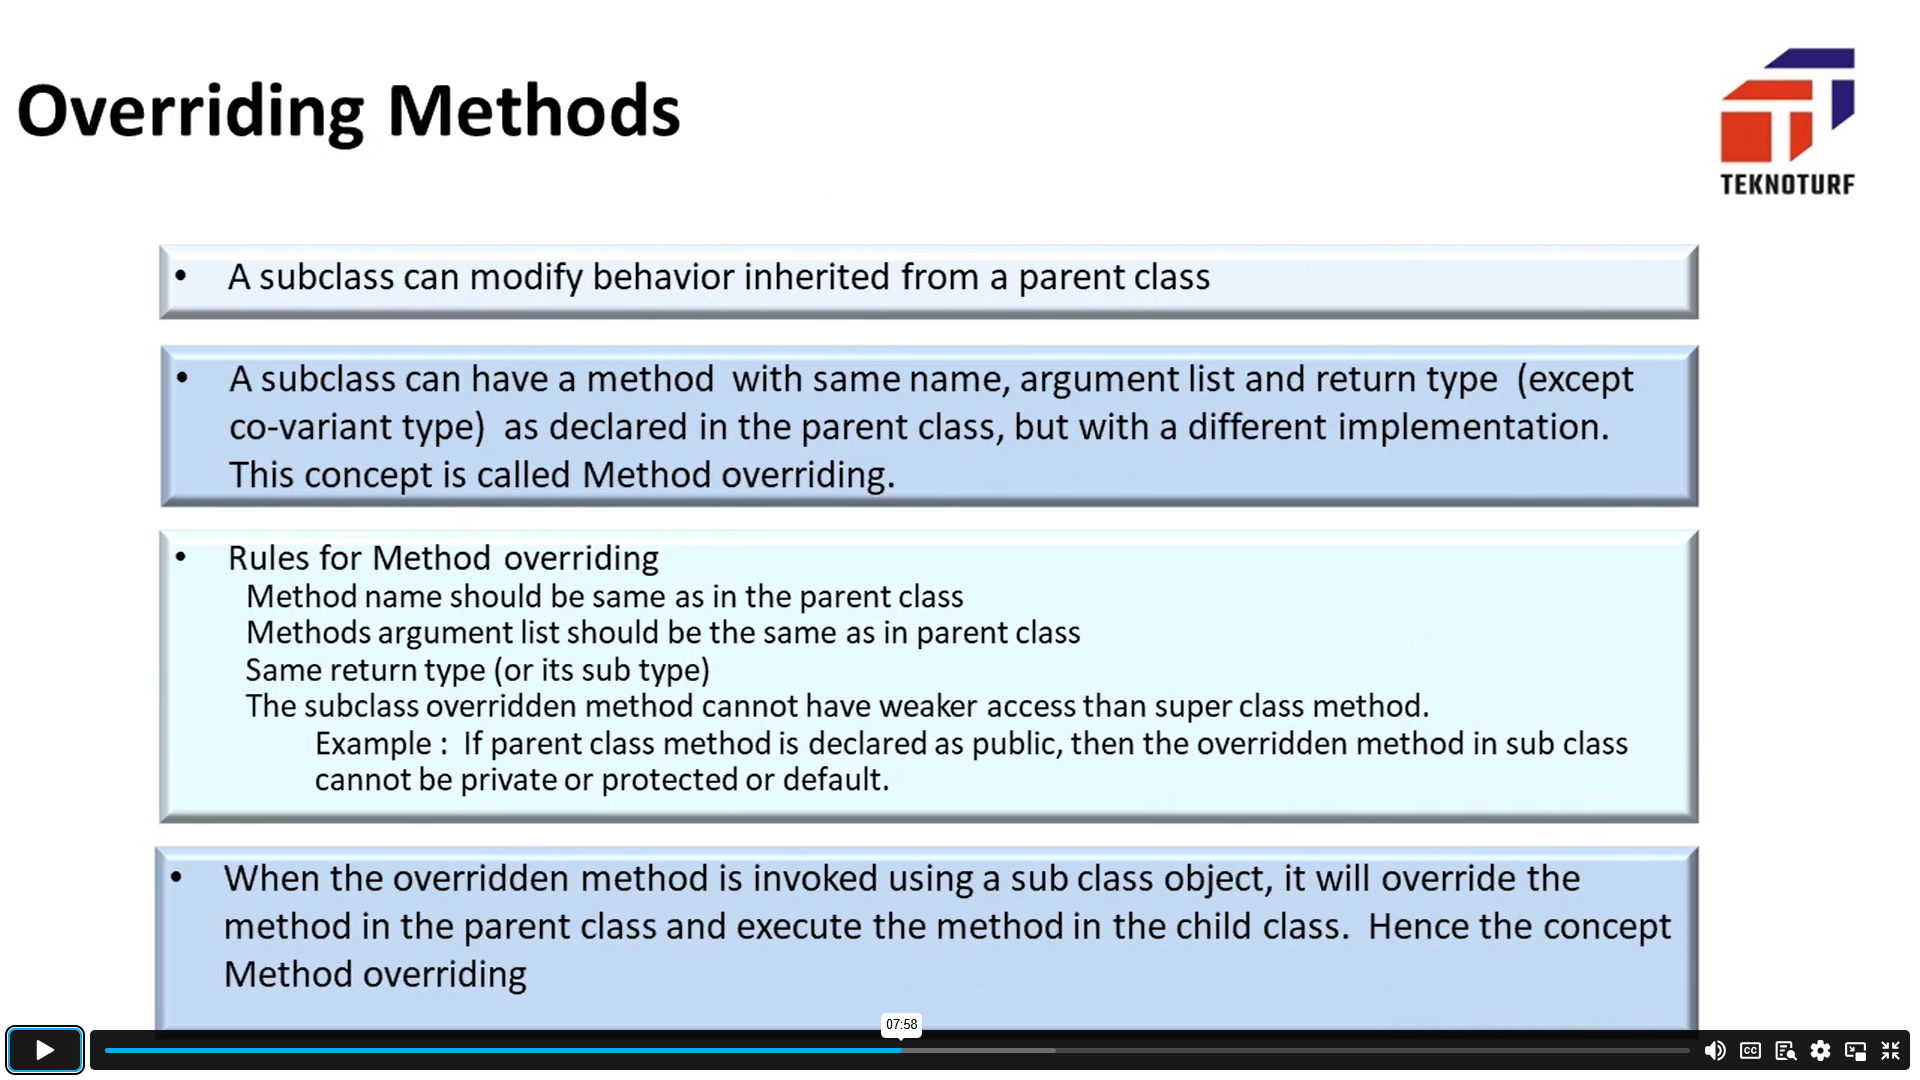 Overriding Methods
TEKNOTURF
• A subclass can modify behavior inherited from a parent class
• A subclass can have a method with same name, argument list and return type (except
co-variant type) as declared in the parent class, but with a different implementation.
This concept is called Method overriding.
• Rules for Method overriding
Method name should be same as in the parent class
Methods argument list should be the same as in parent class
Same return type (or its sub type)
The subclass overridden method cannot have weaker access than super class method.
Example : If parent class method is declared as public, then the overridden method in sub class
cannot be private or protected or default.
• When the overridden method is invoked using a sub class object, it will override the
method in the parent class and execute the method in the child class. Hence the concept
Method overriding
07:58
CC